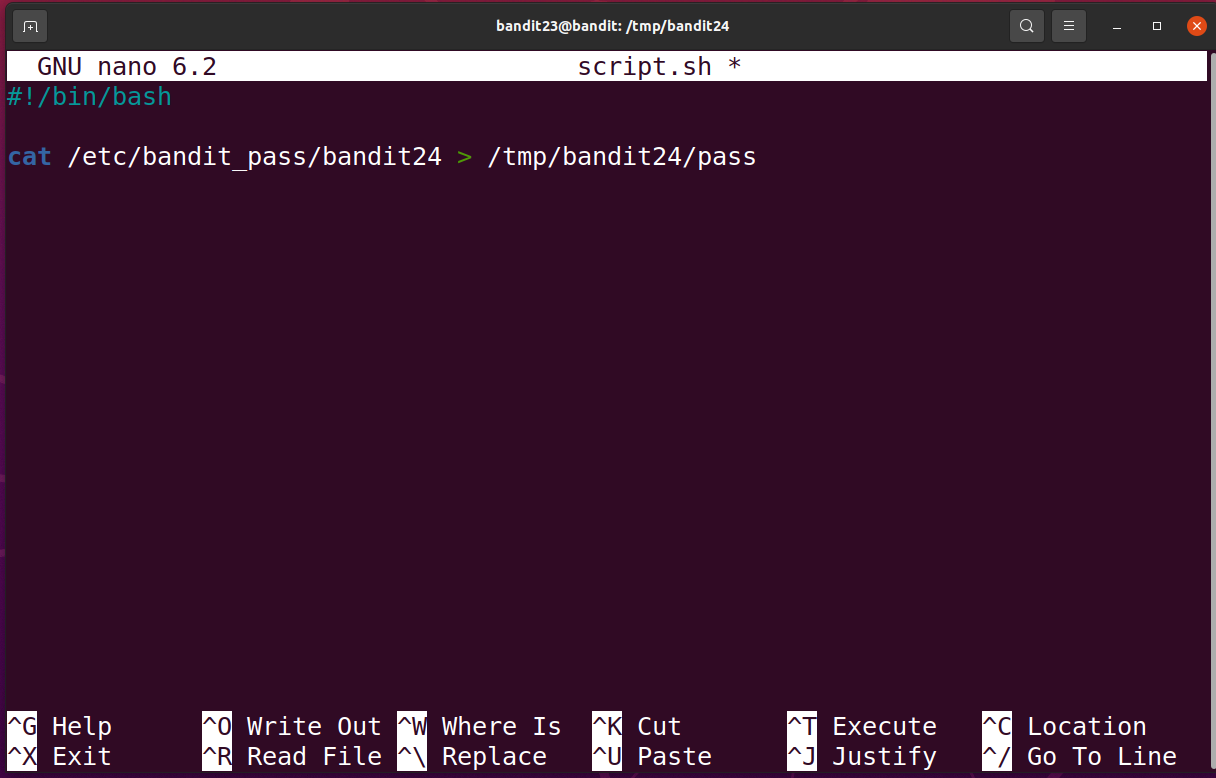 bandit23@bandit: /tmp/bandit24
GNU nano 6.2 script.sh *
#!/bin/bash
cat /etc/bandit_pass/bandit24 > /tmp/bandit24/pass
^G Help ^O Write Out ^W Where Is ^K Cut ^T Execute ^C Location
^X Exit ^R Read File ^\ Replace ^U Paste ^J Justify ^/ Go To Line